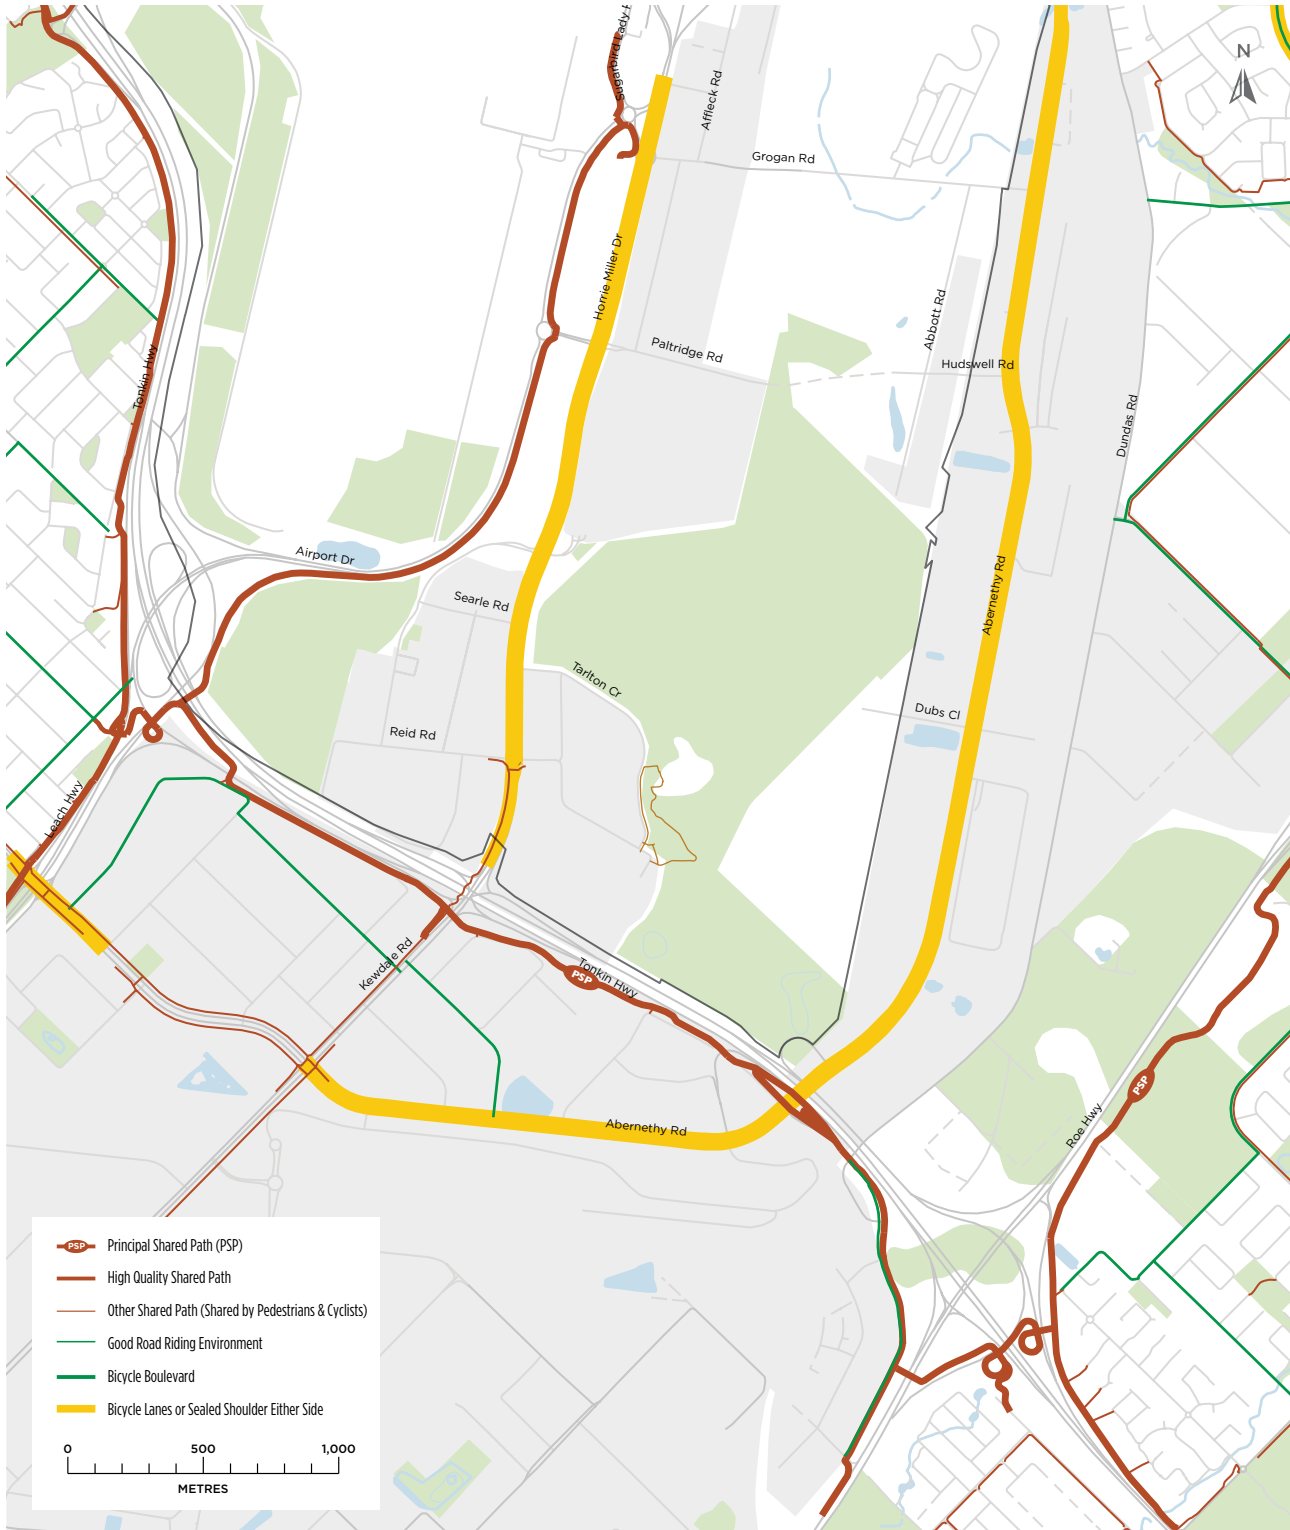 Sugarbird Lady
N
Affleck Rd
Grogan Rd
Horrie Miller Dr
Abbott Rd
Paltridge Rd
Hudswell Rd
Tonkin Hwy
Dundas Rd
Airport Dr
Searle Rd
Abernethy Rd
Tarlton Cr
Dubs Cl
Reid Rd
Leach Hwy
Kewdale Rd
PSP
Tonkin Hwy
PSP
Roe Hwy
Abernethy Rd
PSP Principal Shared Path (PSP)
High Quality Shared Path
Other Shared Path (Shared by Pedestrians & Cyclists)
Good Road Riding Environment
Bicycle Boulevard
Bicycle Lanes or Sealed Shoulder Either Side
0 500 1,000
METRES